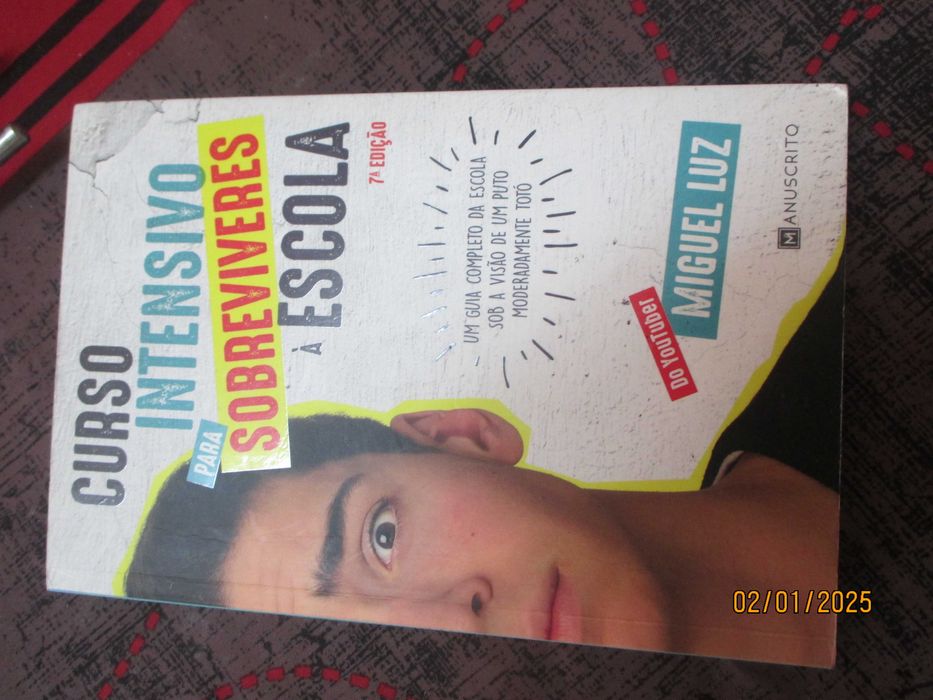 CURSO
INTENSIVO
PARA
SOBREVIVERES
À ESCOLA
7ª EDIÇÃO
UM GUIA COMPLETO DA ESCOLA
SOB A VISÃO DE UM PUTO
MODERADAMENTE TOTÓ
DO YOUTUBER
MIGUEL LUZ
M MANUSCRITO
02/01/2025